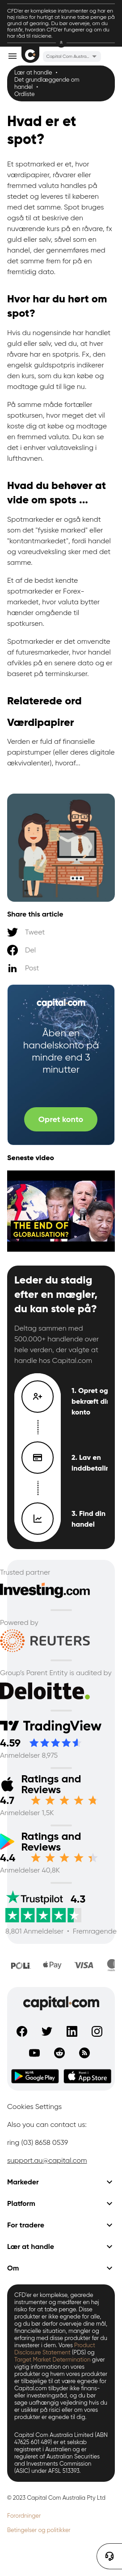 CFD'er er komplekse instrumenter og har en
høj risiko for hurtigt at kunne tabe penge på
grund af gearing. Du bør overveje, om du
forstår, hvordan CFD'er fungerer og om du
har råd til risiciene.
Capital Com Austra...
Lær at handle •
Det grundlæggende om
handel •
Ordliste
Hvad er et
spot?
Et spotmarked er et, hvor
værdipapirer, råvarer eller
fremmed valuta handles på
stedet og leveres til køberen
med det samme. Spot bruges
også til at beskrive den
nuværende kurs på en råvare, fx
guld eller sølv, der handles med
det samme frem for på en
fremtidig dato.
Hvor har du hørt om
spot?
Hvis du nogensinde har handlet
guld eller sølv, ved du, at hver
råvare har en spotpris. Fx, den
engelsk guldspotpris indikerer
den kurs, som du kan købe og
modtage guld til lige nu.
På samme måde fortæller
spotkursen, hvor meget det vil
koste dig at købe og modtage
en fremmed valuta. Du kan se
det i enhver valutaveksling i
lufthavnen.
Hvad du behøver at
vide om spots ...
Spotmarkeder er også kendt
som det "fysiske marked" eller
"kontantmarkedet", fordi handel
og vareudveksling sker med det
samme.
Et af de bedst kendte
spotmarkeder er Forex-
markedet, hvor valuta bytter
hænder omgående til
spotkursen.
Spotmarkeder er det omvendte
af futuresmarkeder, hvor handel
afvikles på en senere dato og er
baseret på terminskurser.
Relaterede ord
Værdipapirer
Verden er fuld af finansielle
papirstumper (eller deres digitale
ækvivalenter), hvoraf...
Share this article
Tweet
Del
Post
capital.com
Åben en
handelskonto på
mindre end 3
minutter
Opret konto
Seneste video
THE END OF
GLOBALISATION?
Leder du stadig
efter en mægler,
du kan stole på?
Deltag sammen med
500.000+ handlende over
hele verden, der valgte at
handle hos Capital.com
1. Opret og
bekræft din
konto
2. Lav en
inddbetalin
3. Find din
handel
Trusted partner
Investing.com
Powered by
REUTERS
Group's Parent Entity is audited by
Deloitte.
TradingView
4.59
Anmeldelser 8,975
Ratings and
Reviews
4.7
Anmeldelser 1,5K
Ratings and
Reviews
4.4
Anmeldelser 40,8K
Trustpilot 4.3
8,801 Anmeldelser • Fremragende
POLi Pay VISA
capital.com
Google Play
App Store
Cookies Settings
You also can contact us:
ring (03) 8658 0539
support.au@capital.com
Markeder
Platform
For tradere
Lær at handle
Om
CFD'er er komplekse, gearede
instrumenter og medfører en høj
risiko for at tabe penge. Disse
produkter er ikke egnede for alle,
og du bør derfor overveje, om de er
passende for dine mål, din
finansielle situation, mangler og
erfaring med disse produkter før
du investerer i dem. Vores Product
Disclosure Statement (PDS) og
Target Market Determination giver
vigtig information om vores
produkter og hvem vores produkter
er tilgængelige til at være egnede for
Capital.com tilbyder ikke finans-
eller investeringsråd, og du bør
søge uafhængig vejledning hvis du
er usikker på risici eller vores
produkter er egnede til dig.
Capital Com Australia Limited (ABN
47625 601 489) er et selskab
registreret i Australien og er
reguleret af Australian Securities
and Investments Commission
(ASIC) under AFSL 513393.
© 2023 Capital Com Australia Pty Ltd
Forordninger
Betingelser og politikker